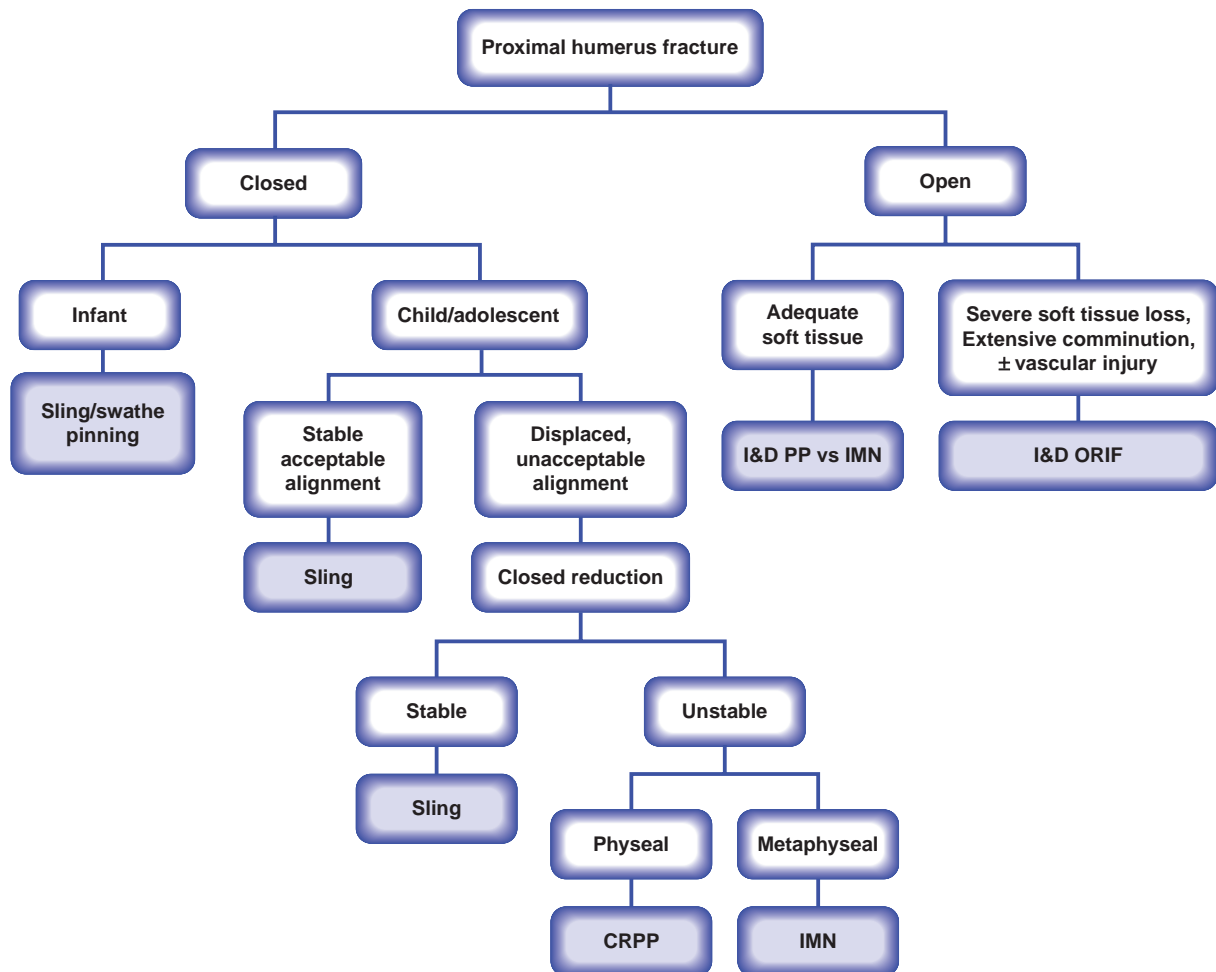 Proximal humerus fracture
Closed
Open
Infant
Child/adolescent
Adequate
soft tissue
Severe soft tissue loss,
Extensive comminution,
± vascular injury
Sling/swathe
pinning
Stable
acceptable
alignment
Displaced,
unacceptable
alignment
I&D PP vs IMN
I&D ORIF
Sling
Closed reduction
Stable
Unstable
Sling
Physeal
Metaphyseal
CRPP
IMN